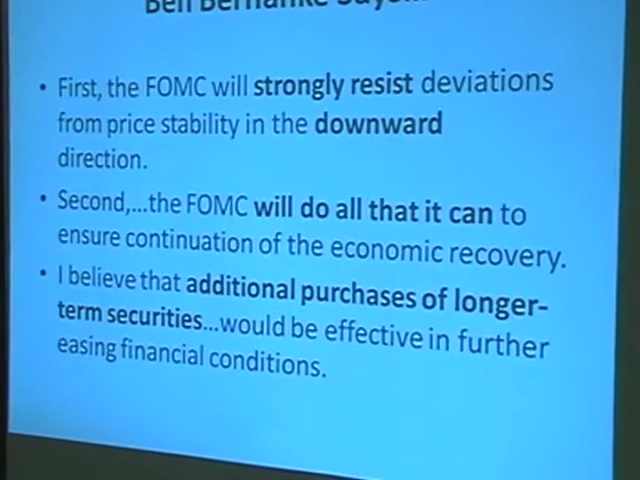 Ben Bernanke Says...
• First, the FOMC will strongly resist deviations
from price stability in the downward
direction.
• Second,...the FOMC will do all that it can to
ensure continuation of the economic recovery.
• I believe that additional purchases of longer-
term securities...would be effective in further
easing financial conditions.